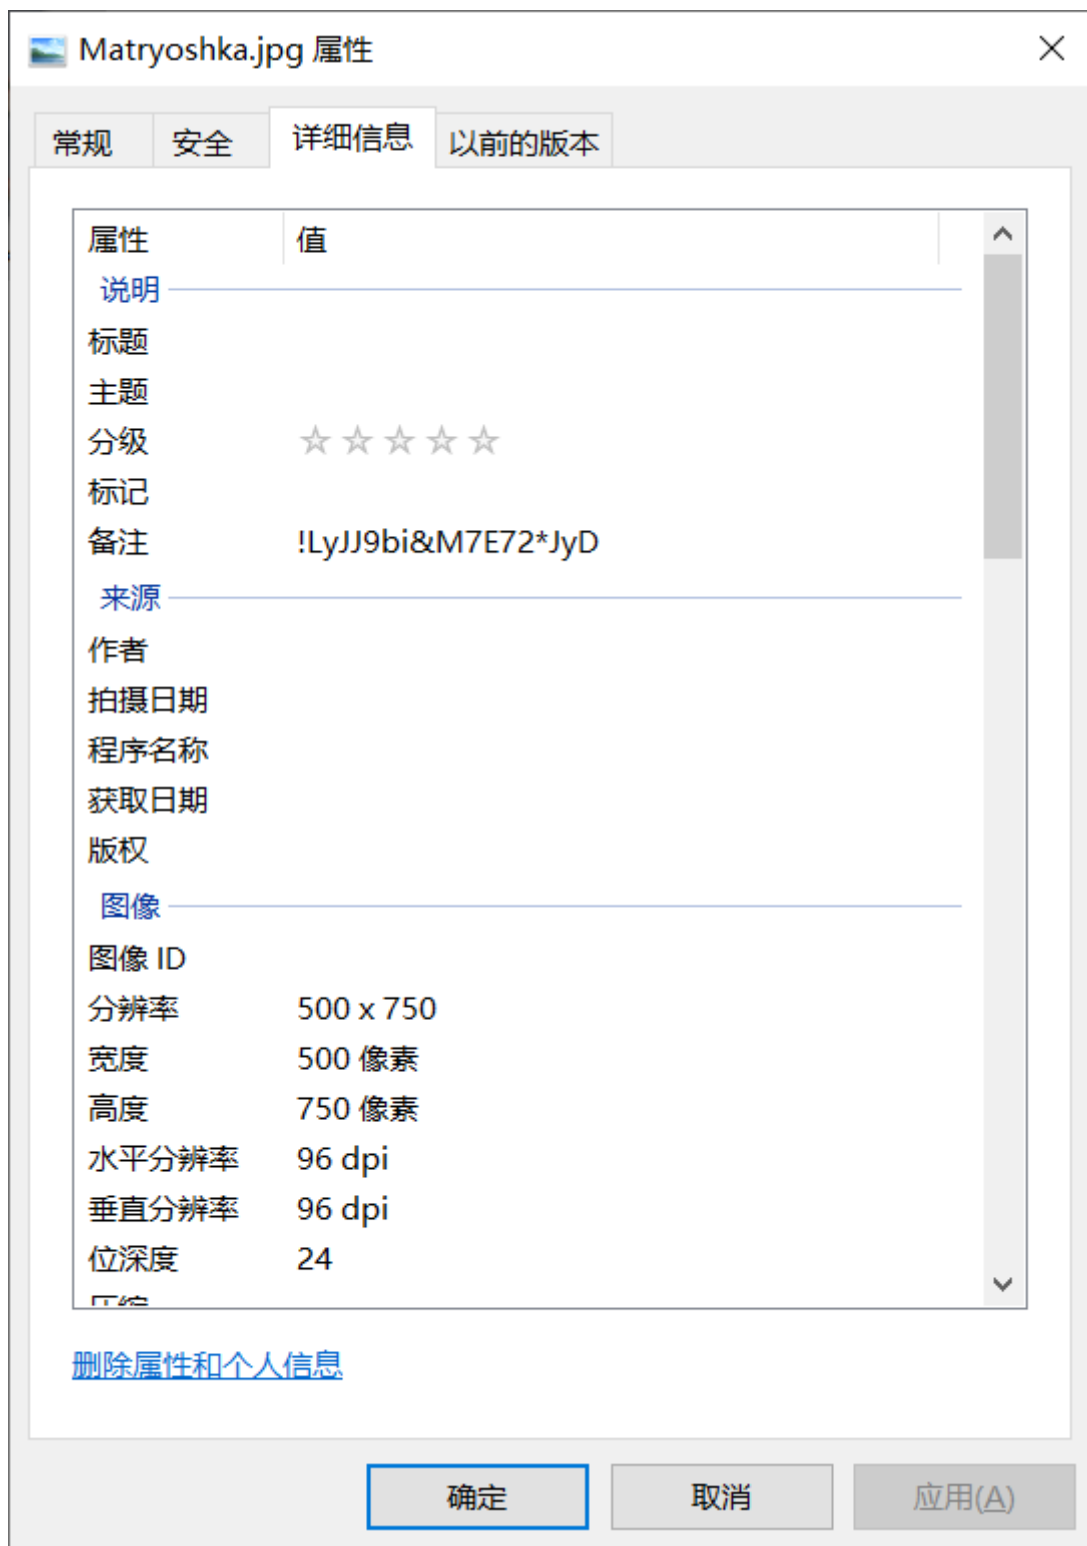 Matryoshka.jpg 属性
常规 安全 详细信息 以前的版本
属性 值
说明
标题
主题
分级 ☆☆☆☆☆
标记
备注 !LyJJ9bi&M7E72*JyD
来源
作者
拍摄日期
程序名称
获取日期
版权
图像
图像 ID
分辨率 500 x 750
宽度 500 像素
高度 750 像素
水平分辨率 96 dpi
垂直分辨率 96 dpi
位深度 24
压缩
删除属性和个人信息
确定 取消 应用(A)